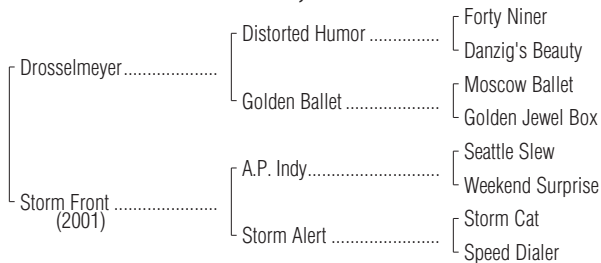 Forty Niner
Distorted Humor ...............
Danzig's Beauty
Drosselmeyer....................
Moscow Ballet
Golden Ballet ....................
Golden Jewel Box
Seattle Slew
A.P. Indy............................
Weekend Surprise
Storm Front ......................
(2001)
Storm Cat
Storm Alert .......................
Speed Dialer